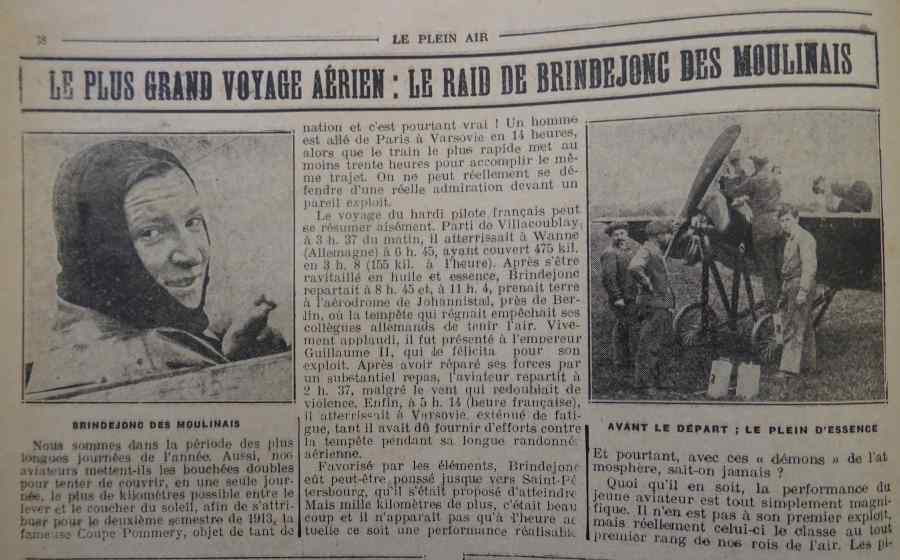 38
LE PLEIN AIR
LE PLUS GRAND VOYAGE AÉRIEN : LE RAID DE BRINDEJONC DES MOULINAIS
BRINDEJONC DES MOULINAIS
Nous sommes dans la période des plus
longues journées de l'année. Aussi, nos
aviateurs mettent-ils les bouchées doubles
pour tenter de couvrir, en une seule jour-
née, le plus de kilomètres possible entre le
lever et le coucher du soleil, afin de s'attri-
buer pour le deuxième semestre de 1913, la
fameuse Coupe Pommery, objet de tant de
nation et c'est pourtant vrai ! Un homme
est allé de Paris à Varsovie en 14 heures,
alors que le train le plus rapide met au
moins trente heures pour accomplir le mê-
me trajet. On ne peut réellement se dé-
fendre d'une réelle admiration devant un
pareil exploit.
Le voyage du hardi pilote français peut
se résumer aisément. Parti de Villacoublay
à 3 h. 37 du matin, il atterrissait à Wanne
(Allemagne) à 6 h. 45, ayant couvert 475 kil.
en 3 h. 8 (155 kil. à l'heure). Après s'être
ravitaillé en huile et essence, Brindejonc
repartait à 8 h. 45 et, à 11 h. 4, prenait terre
à l'aérodrome de Johannistal, près de Ber-
lin, où la tempête qui régnait empêchait ses
collègues allemands de tenir l'air. Vive-
ment applaudi, il fut présenté à l'empereur
Guillaume II, qui le félicita pour son
exploit. Après avoir réparé ses forces par
un substantiel repas, l'aviateur repartit à
2 h. 37, malgré le vent qui redoublait de
violence. Enfin, à 5 h. 14 (heure française),
il atterrissait à Varsovie, exténué de fati-
gue, tant il avait dû fournir d'efforts contre
la tempête pendant sa longue randonnée
aérienne.
Favorisé par les éléments, Brindejonc
eût peut-être poussé jusque vers Saint-Pé
tersbourg, qu'il s'était proposé d'atteindre
Mais mille kilomètres de plus, c'était beau
coup et il n'apparaît pas qu'à l'heure ac
tuelle ce soit une performance réalisable.
AVANT LE DÉPART ; LE PLEIN D'ESSENCE
Et pourtant, avec ces « démons » de l'at
mosphère, sait-on jamais ?
Quoi qu'il en soit, la performance du
jeune aviateur est tout simplement magni-
fique. Il n'en est pas à son premier exploit,
mais réellement celui-ci le classe au tout
premier rang de nos rois de l'air. Les pi-